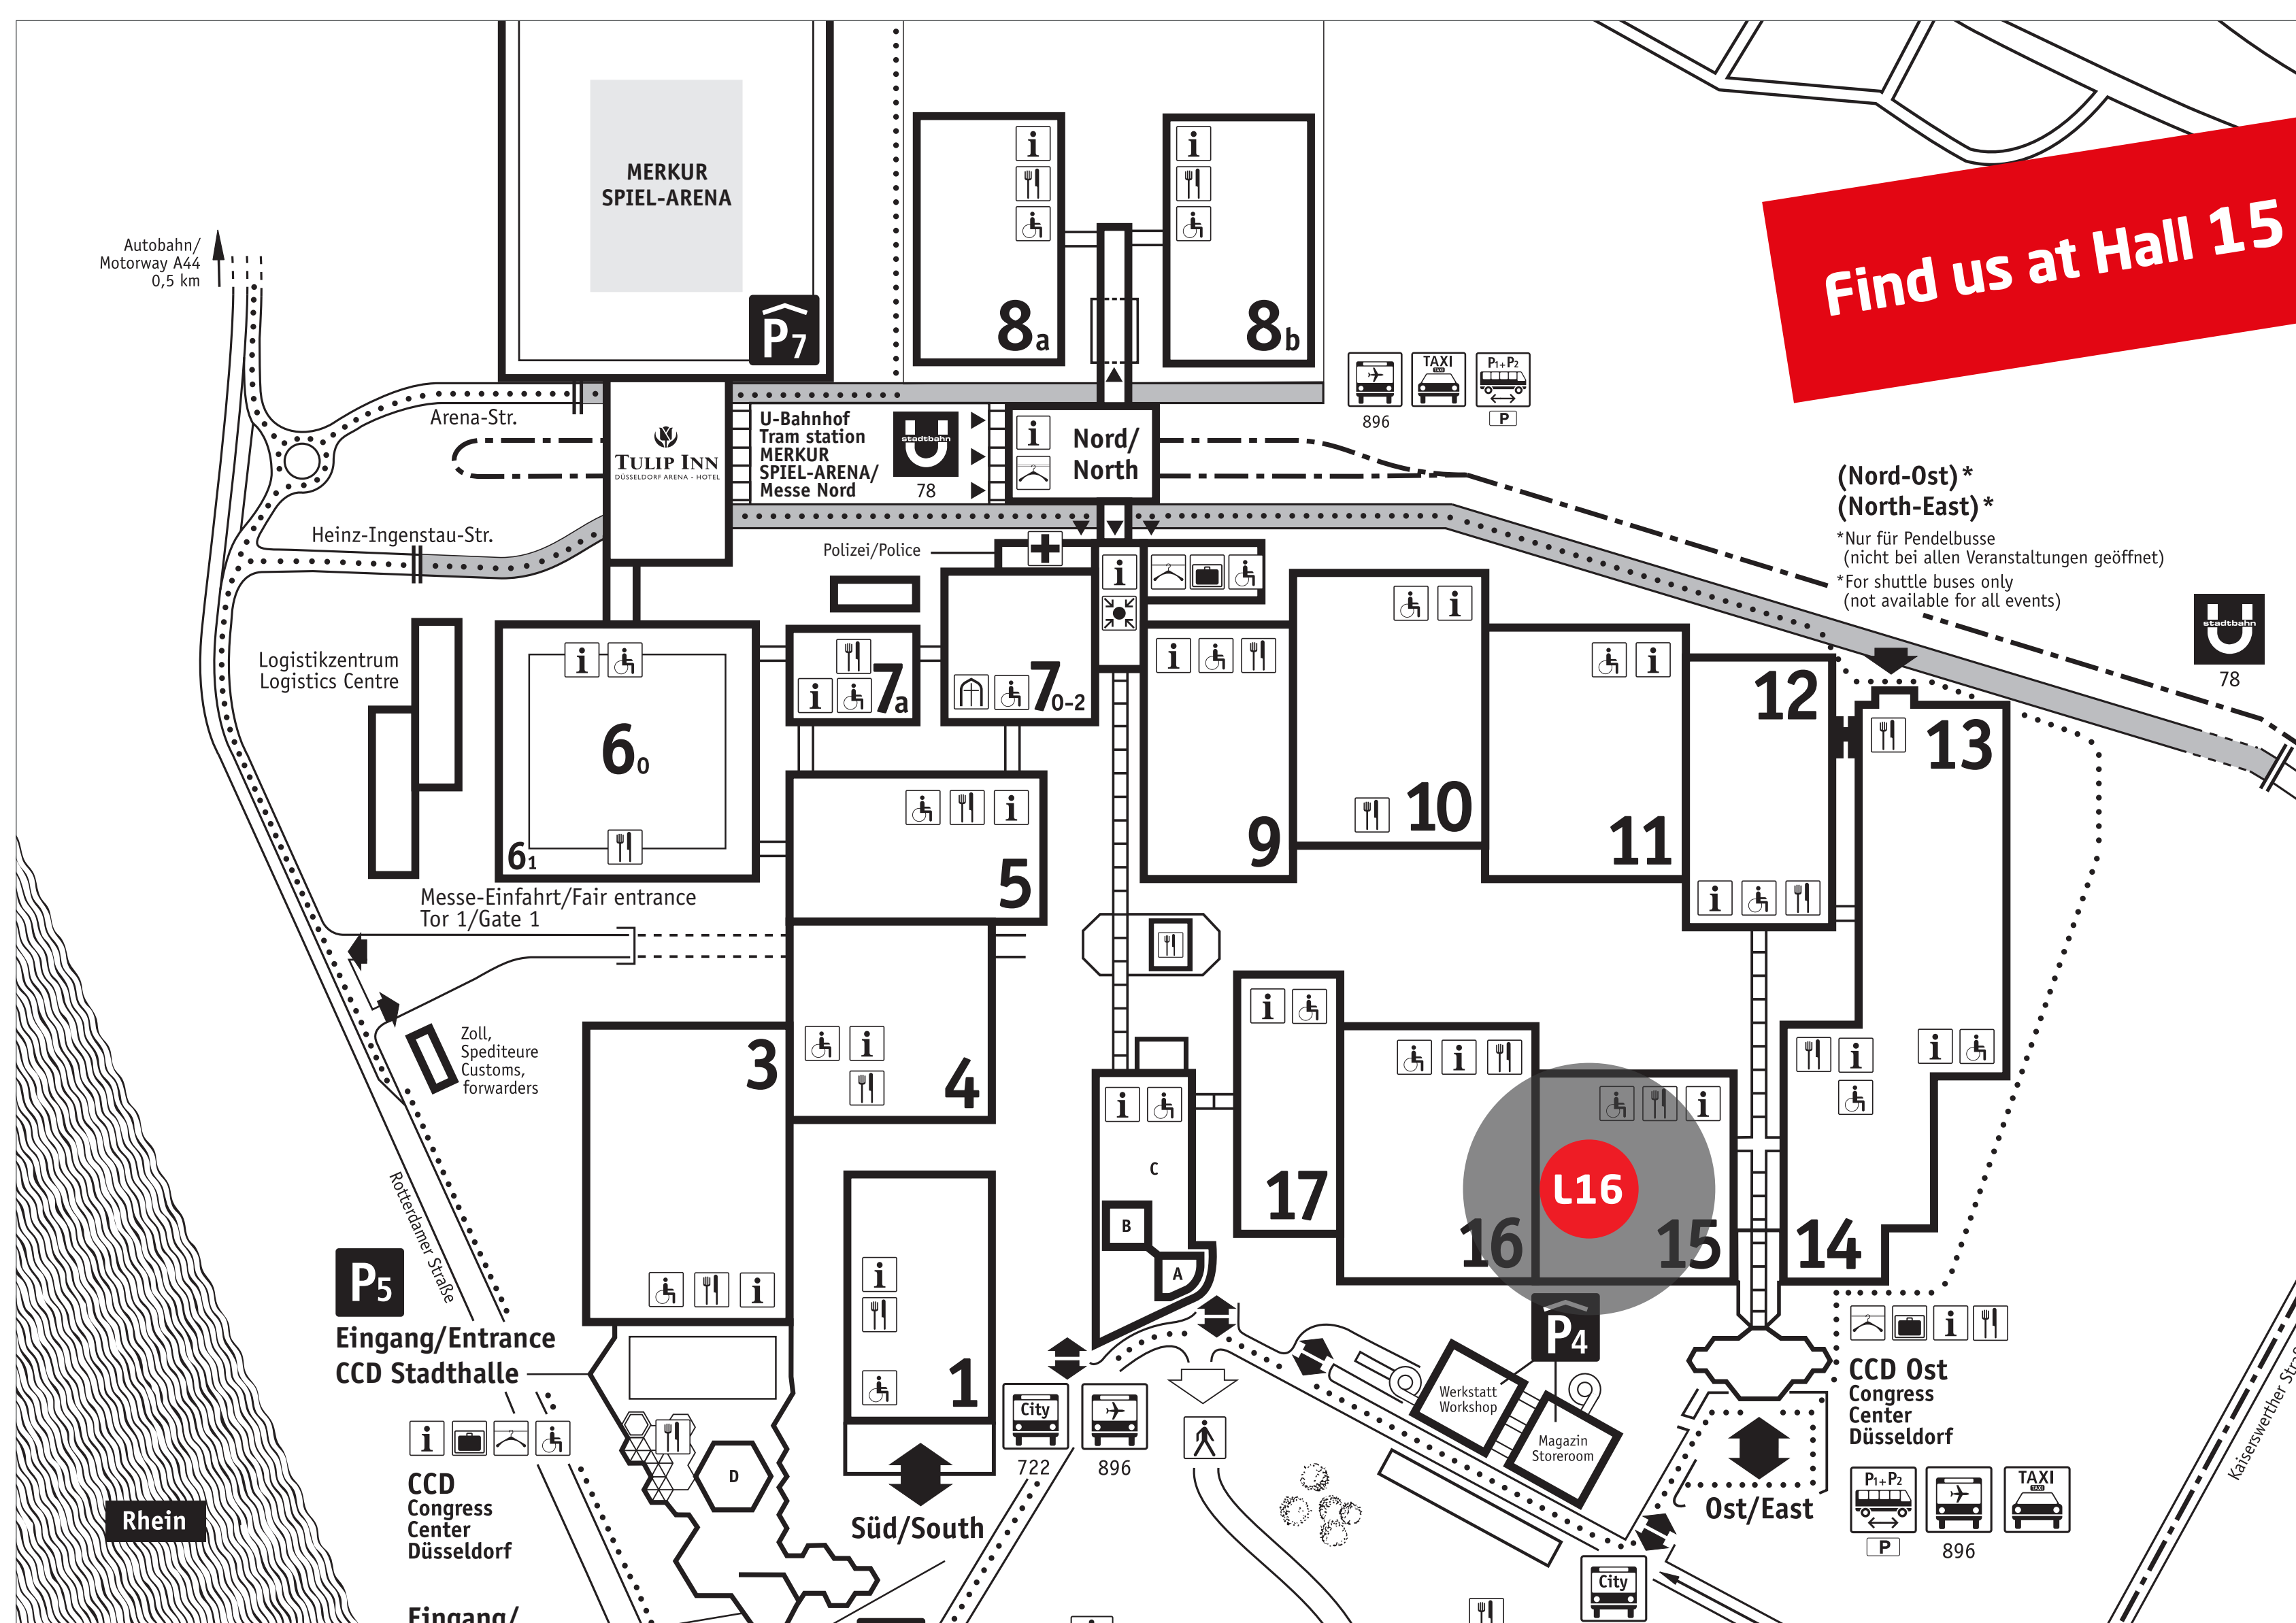 MERKUR
SPIEL-ARENA
Autobahn/
Motorway A44
0,5 km
P7
8a
8b
Find us at Hall 15
896
TAXI
P1+P2
P
Arena-Str.
TULIP INN
DÜSSELDORF ARENA - HOTEL
U-Bahnhof
Tram station
MERKUR
SPIEL-ARENA/
Messe Nord
stadtbahn
U
78
Nord/
North
(Nord-Ost)*
(North-East)*
*Nur für Pendelbusse
(nicht bei allen Veranstaltungen geöffnet)
*For shuttle buses only
(not available for all events)
stadtbahn
U
78
Heinz-Ingenstau-Str.
Polizei/Police
Logistikzentrum
Logistics Centre
60
61
7a
70-2
9
10
11
12
13
5
Messe-Einfahrt/Fair entrance
Tor 1/Gate 1
Zoll,
Spediteure
Customs,
forwarders
3
4
17
16
15
14
L16
C
B
A
1
Rotterdamer Straße
P5
Eingang/Entrance
CCD Stadthalle
CCD
Congress
Center
Düsseldorf
D
Rhein
Süd/South
City
722
896
P4
Werkstatt
Workshop
Magazin
Storeroom
CCD Ost
Congress
Center
Düsseldorf
Ost/East
P1+P2
P
896
TAXI
City
Kaiserswerther Stra
Eingang/